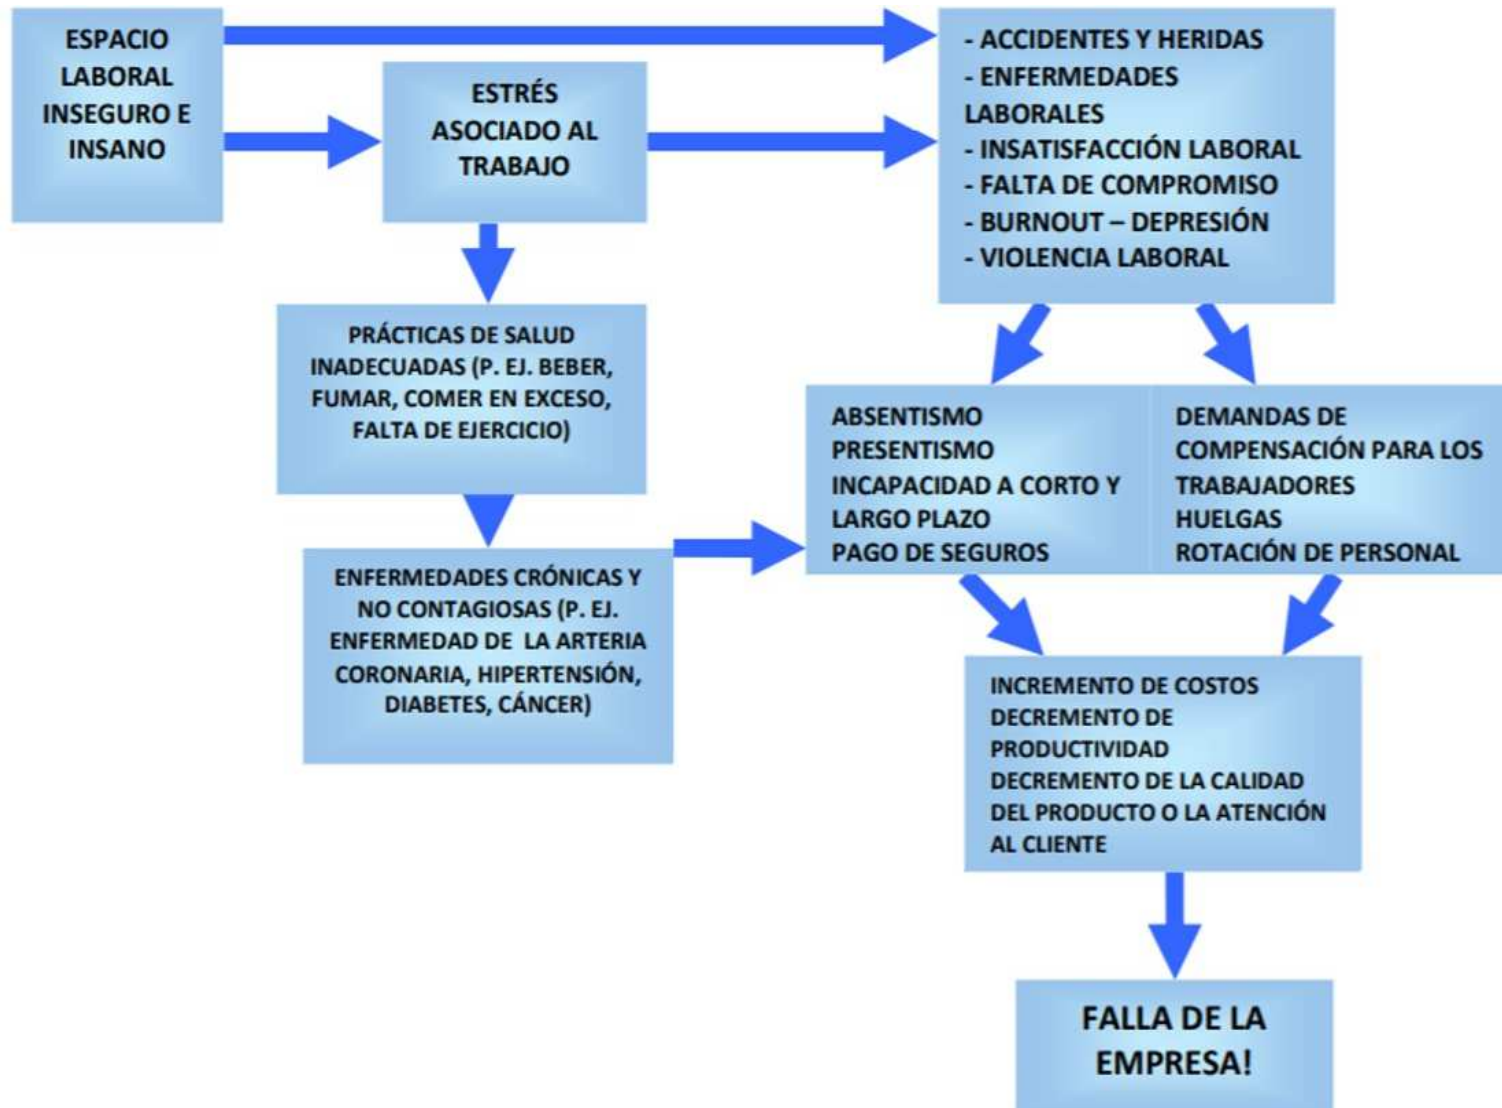 ESPACIO
LABORAL
INSEGURO E
INSANO
ESTRÉS
ASOCIADO AL
TRABAJO
- ACCIDENTES Y HERIDAS
- ENFERMEDADES
LABORALES
- INSATISFACCIÓN LABORAL
- FALTA DE COMPROMISO
- BURNOUT – DEPRESIÓN
- VIOLENCIA LABORAL
PRÁCTICAS DE SALUD
INADECUADAS (P. EJ. BEBER,
FUMAR, COMER EN EXCESO,
FALTA DE EJERCICIO)
ENFERMEDADES CRÓNICAS Y
NO CONTAGIOSAS (P. EJ.
ENFERMEDAD DE LA ARTERIA
CORONARIA, HIPERTENSIÓN,
DIABETES, CÁNCER)
ABSENTISMO
PRESENTISMO
INCAPACIDAD A CORTO Y
LARGO PLAZO
PAGO DE SEGUROS
DEMANDAS DE
COMPENSACIÓN PARA LOS
TRABAJADORES
HUELGAS
ROTACIÓN DE PERSONAL
INCREMENTO DE COSTOS
DECREMENTO DE
PRODUCTIVIDAD
DECREMENTO DE LA CALIDAD
DEL PRODUCTO O LA ATENCIÓN
AL CLIENTE
FALLA DE LA
EMPRESA!